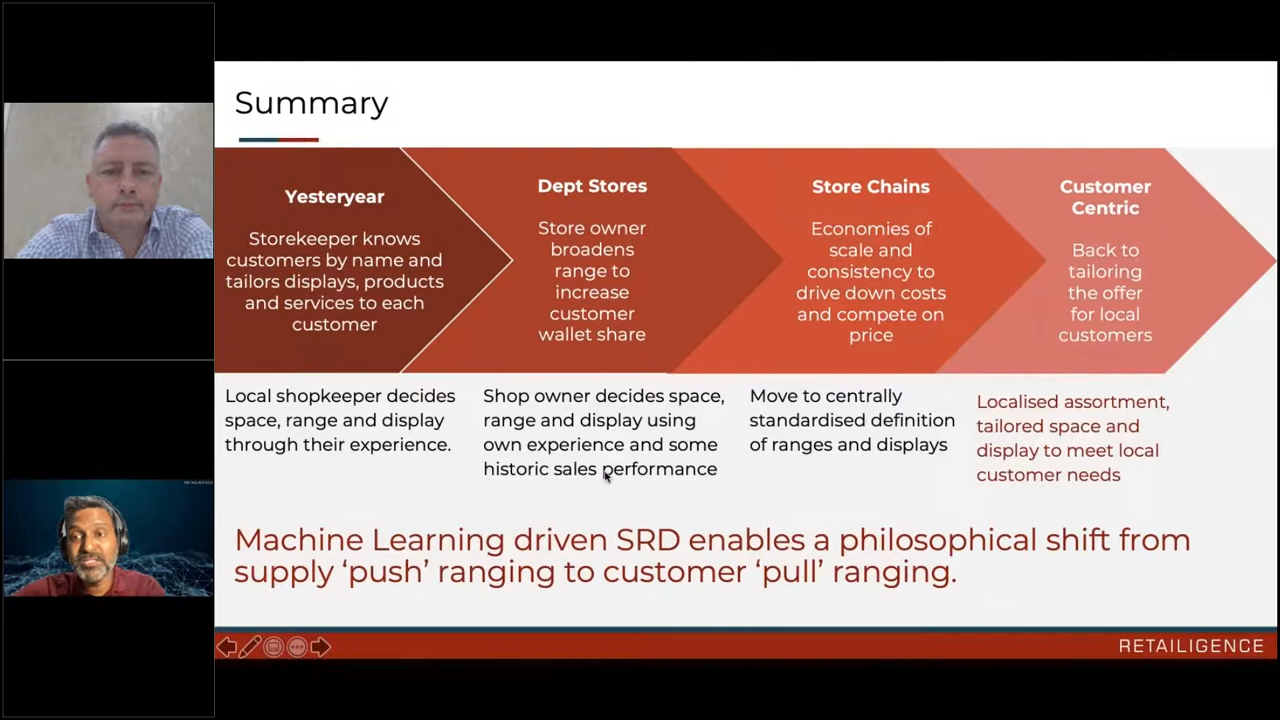 Summary
Yesteryear
Storekeeper knows
customers by name and
tailors displays, products
and services to each
customer
Dept Stores
Store owner
broadens
range to
increase
customer
wallet share
Store Chains
Economies of
scale and
consistency to
drive down costs
and compete on
price
Customer
Centric
Back to
tailoring
the offer
for local
customers
Local shopkeeper decides
space, range and display
through their experience.
Shop owner decides space,
range and display using
own experience and some
historic sales performance
Move to centrally
standardised definition
of ranges and displays
Localised assortment,
tailored space and
display to meet local
customer needs
Machine Learning driven SRD enables a philosophical shift from
supply ‘push’ ranging to customer ‘pull’ ranging.
RETAILIGENCE
RETAILIGENCE